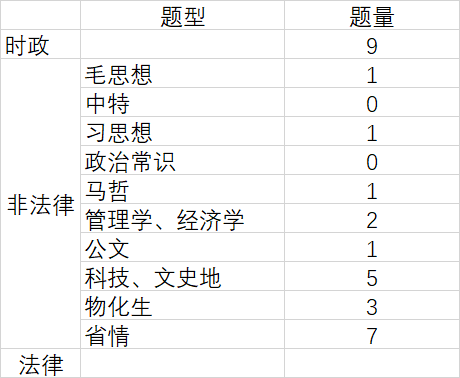 题型 题量
时政 9
毛思想 1
中特 0
习思想 1
政治常识 0
马哲 1
非法律 管理学、经济学 2
公文 1
科技、文史地 5
物化生 3
省情 7
法律